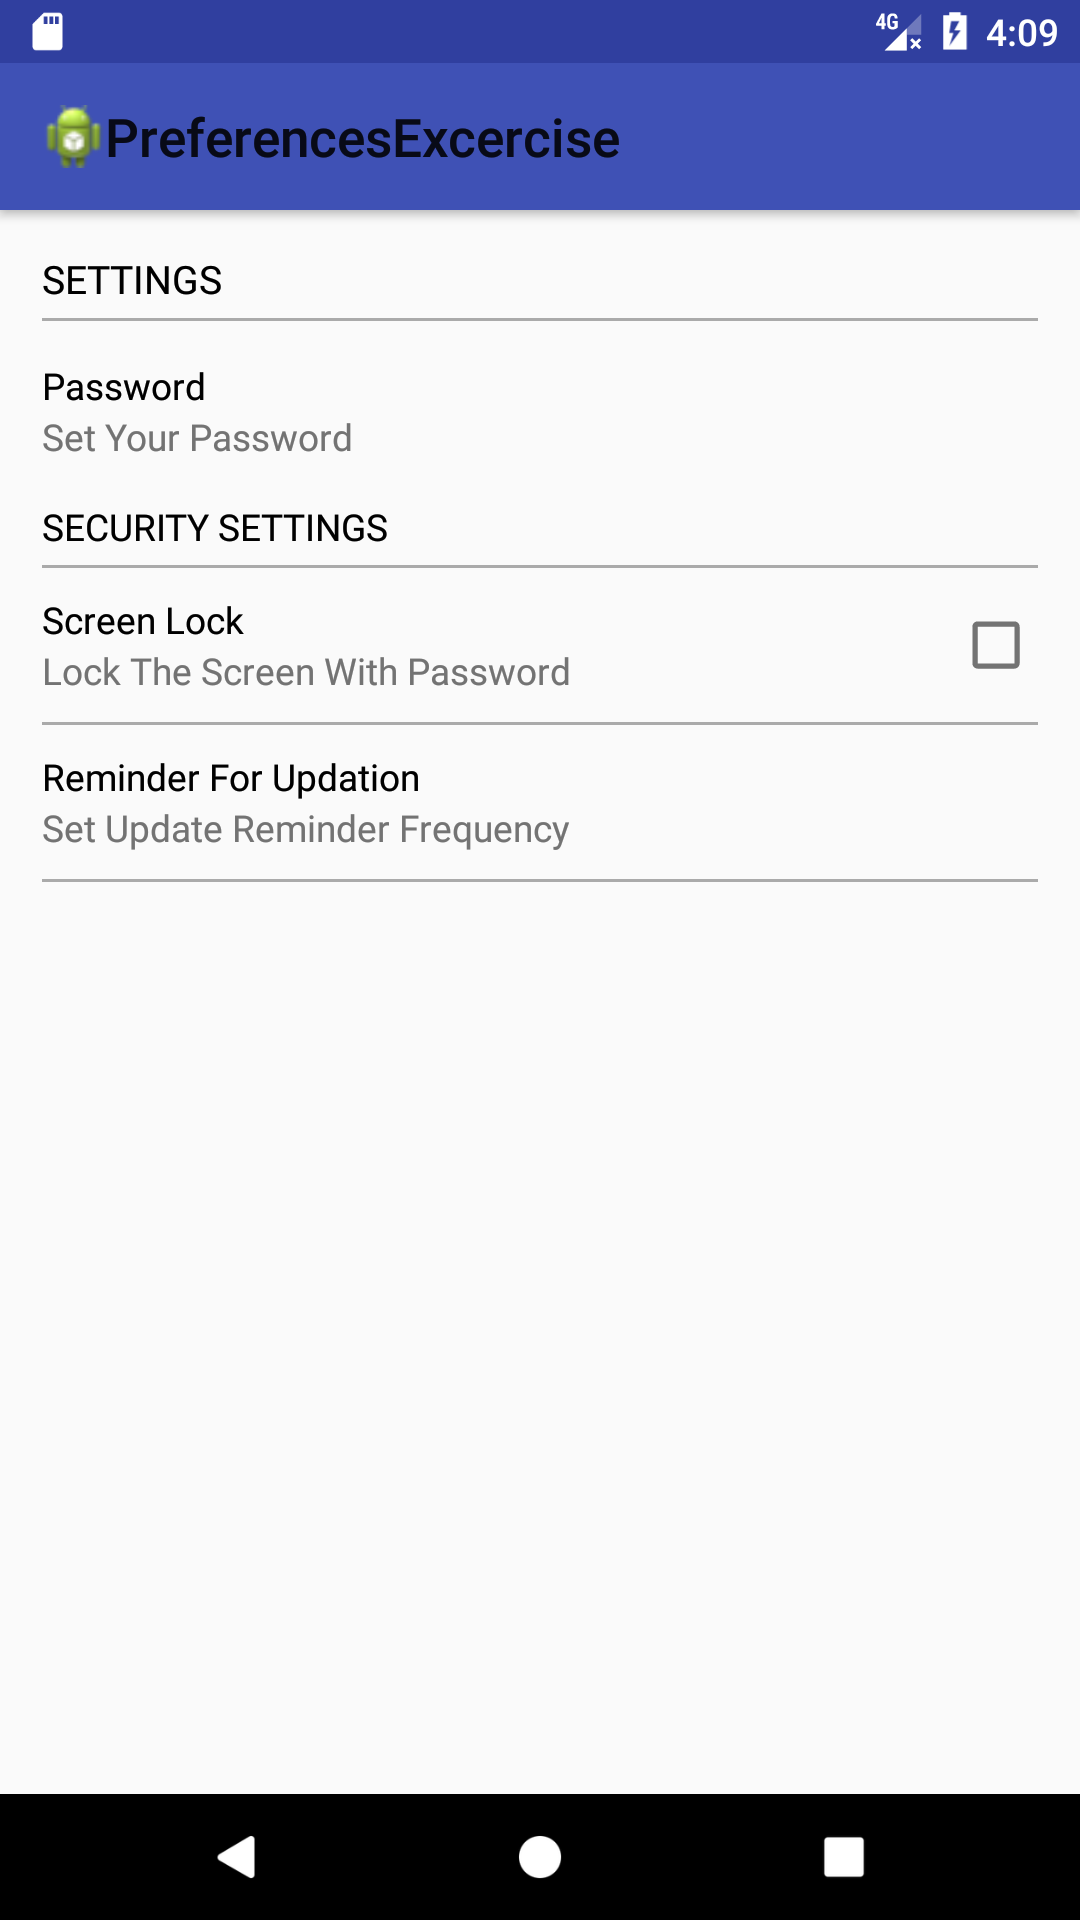 4G 4:09
PreferencesExcercise
SETTINGS
Password
Set Your Password
SECURITY SETTINGS
Screen Lock
Lock The Screen With Password
Reminder For Updation
Set Update Reminder Frequency